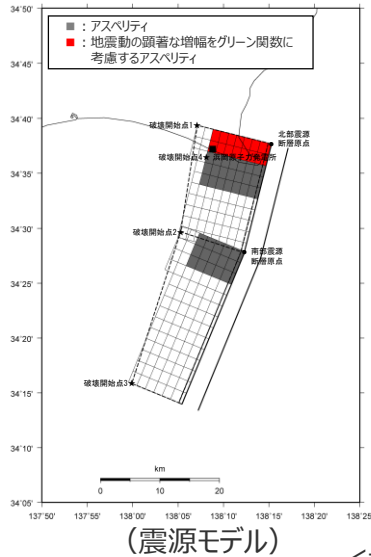 ■ ：アスペリティ
■ ：地震動の顕著な増幅をグリーン関数に
考慮するアスペリティ
34˚50'
34˚45'
34˚40'
34˚35'
34˚30'
34˚25'
34˚20'
34˚15'
34˚10'
34˚05'
破壊開始点1
北部震源
断層原点
破壊開始点4
浜岡原子力発電所
破壊開始点2
南部震源
断層原点
破壊開始点3
km
0 10 20
137˚50' 137˚55' 138˚00' 138˚05' 138˚10' 138˚15' 138˚20' 138˚25'
（震源モデル）